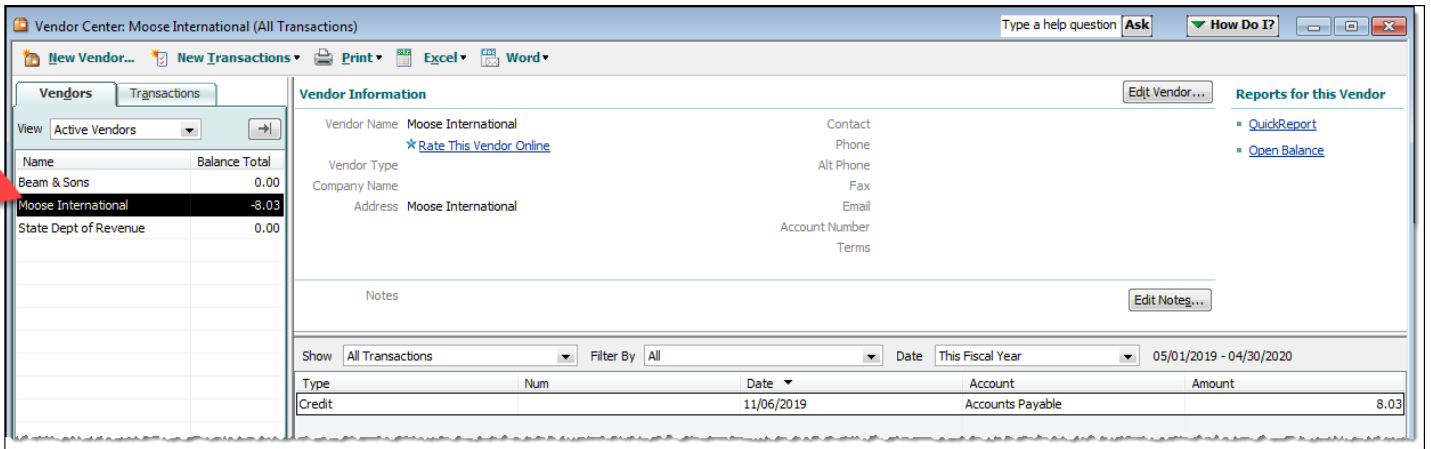 Vendor Center: Moose International (All Transactions) Type a help question Ask How Do I?
New Vendor... New Transactions Print Excel Word
Vendors Transactions
View Active Vendors
Name Balance Total
Beam & Sons 0.00
Moose International -8.03
State Dept of Revenue 0.00
Vendor Information Edit Vendor...
Vendor Name Moose International Contact
Rate This Vendor Online Phone
Vendor Type Alt Phone
Company Name Fax
Address Moose International Email
Account Number
Terms
Notes Edit Notes...
Reports for this Vendor
QuickReport
Open Balance
Show All Transactions Filter By All Date This Fiscal Year 05/01/2019 - 04/30/2020
Type Num Date Account Amount
Credit 11/06/2019 Accounts Payable 8.03